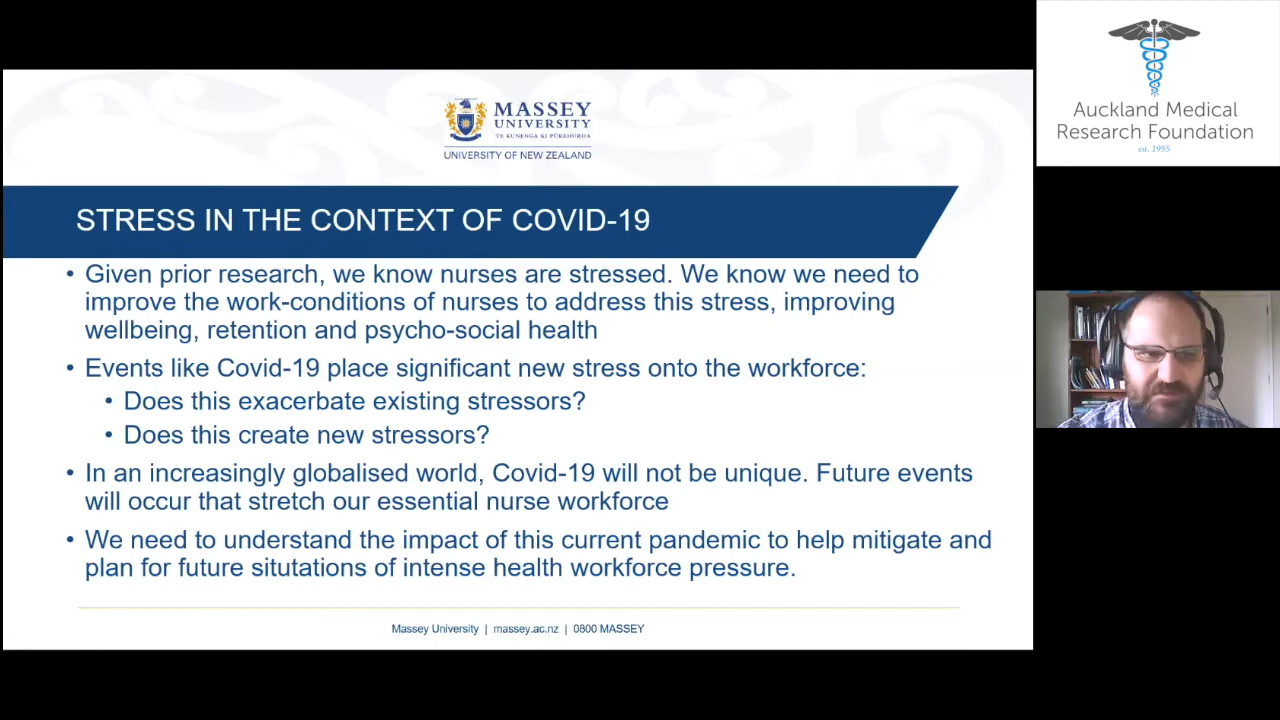 MASSEY
UNIVERSITY
TE KUNENGA KI PŪREHUROA
UNIVERSITY OF NEW ZEALAND
STRESS IN THE CONTEXT OF COVID-19
• Given prior research, we know nurses are stressed. We know we need to
improve the work-conditions of nurses to address this stress, improving
wellbeing, retention and psycho-social health
• Events like Covid-19 place significant new stress onto the workforce:
• Does this exacerbate existing stressors?
• Does this create new stressors?
• In an increasingly globalised world, Covid-19 will not be unique. Future events
will occur that stretch our essential nurse workforce
• We need to understand the impact of this current pandemic to help mitigate and
plan for future situtations of intense health workforce pressure.
Massey University | massey.ac.nz | 0800 MASSEY
Auckland Medical
Research Foundation
est. 1955